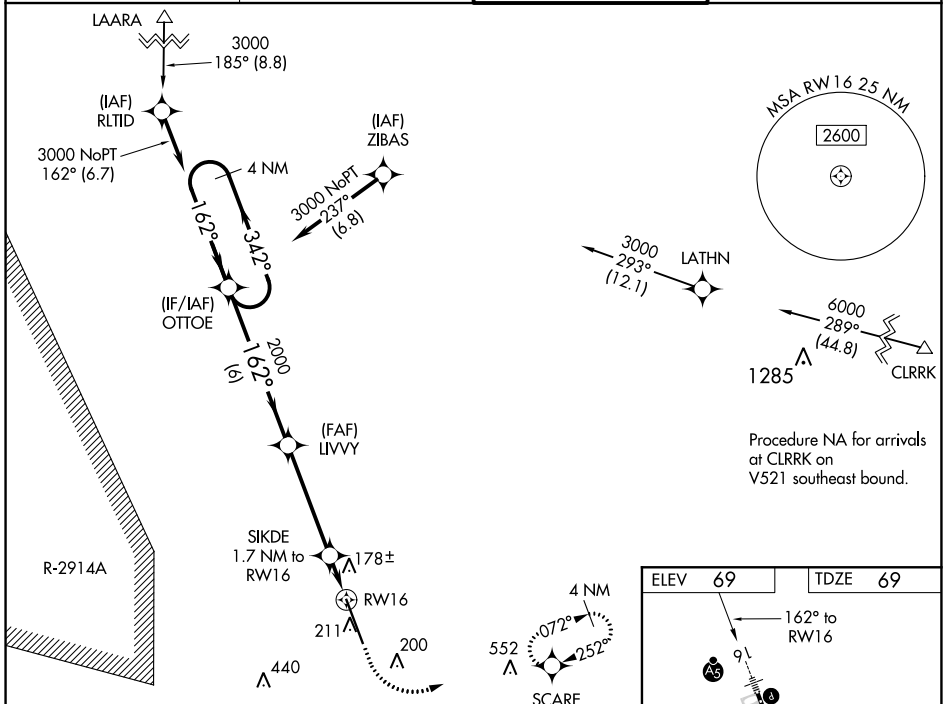 LAARA
3000
185° (8.8)
(IAF)
RLTID
3000 NoPT
162° (6.7)
4 NM
(IAF)
ZIBAS
3000 NoPT
237°
(6.8)
162°
342°
(IF/IAF)
OTTOE
2000
162°
(6)
(FAF)
LIVVY
SIKDE
1.7 NM to
RW16
178±
RW16
211
200
440
R-2914A
MSA RW16 25 NM
2600
3000
293°
(12.1)
LATHN
6000
289°
(44.8)
CLRRK
1285
Procedure NA for arrivals
at CLRRK on
V521 southeast bound.
4 NM
072°
252°
552
SCARF
ELEV 69
TDZE 69
162° to
RW16
16
A5
P